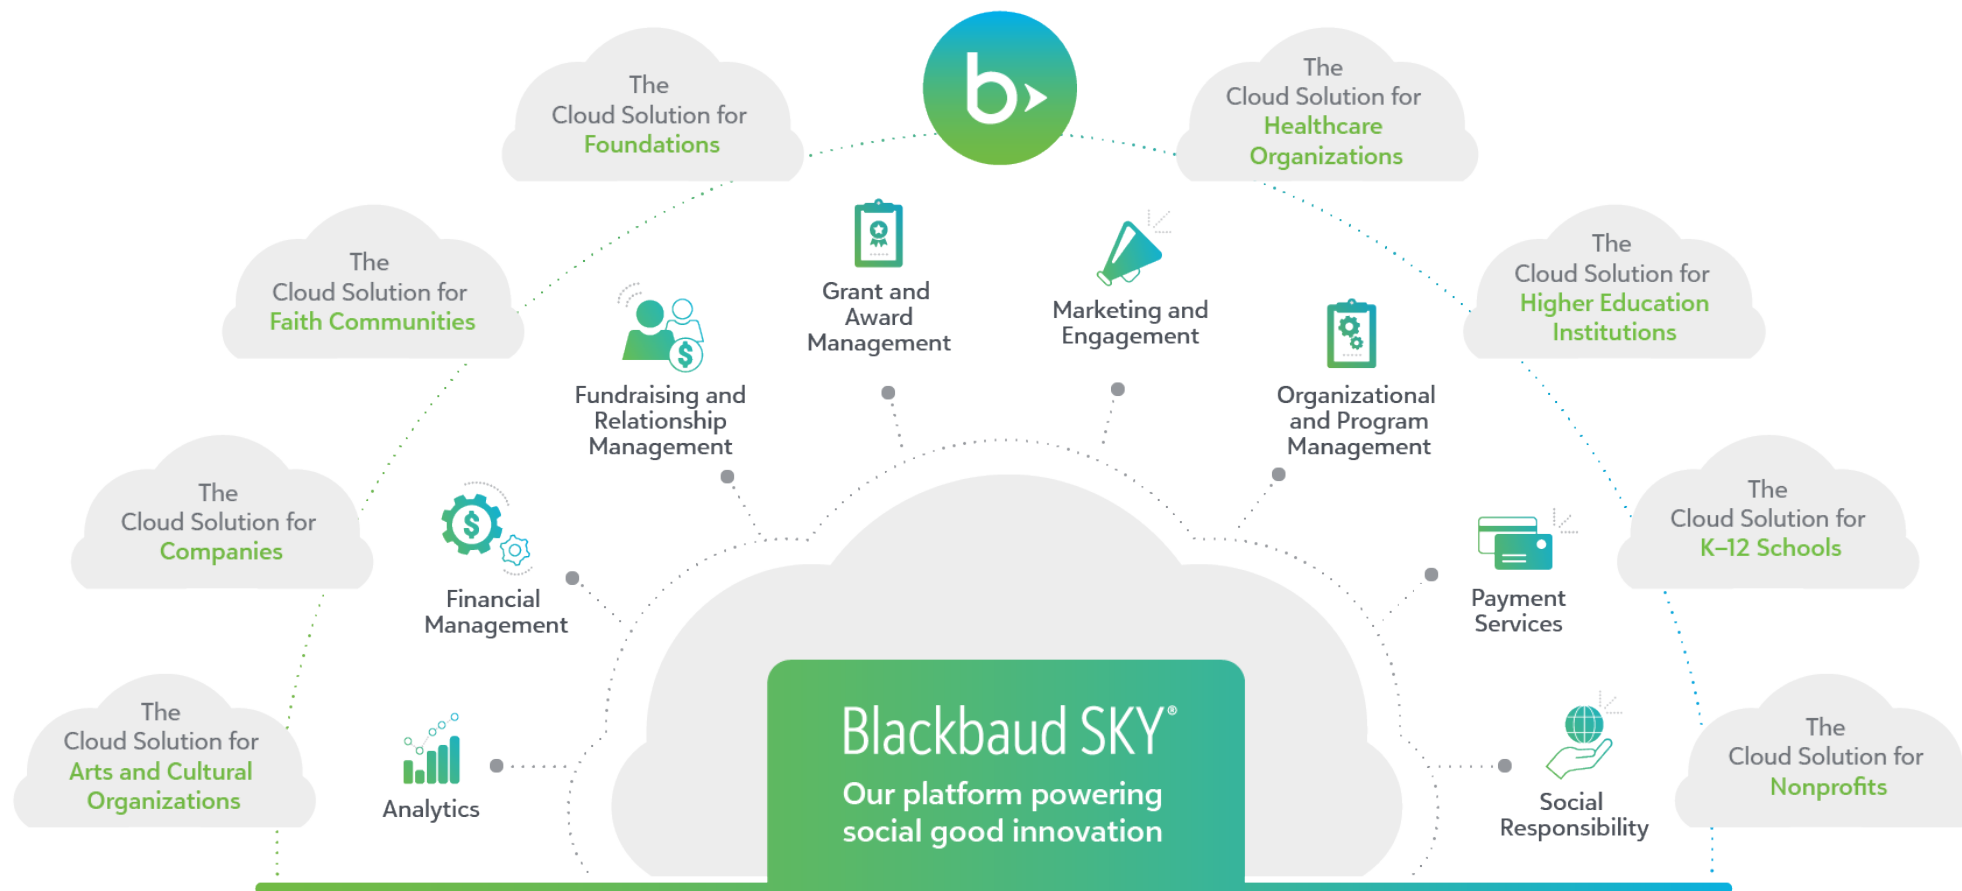 The
Cloud Solution for
Foundations
b
The
Cloud Solution for
Healthcare
Organizations
The
Cloud Solution for
Faith Communities
The
Cloud Solution for
Higher Education
Institutions
Grant and
Award
Management
Marketing and
Engagement
Fundraising and
Relationship
Management
$
Organizational
and Program
Management
The
Cloud Solution for
Companies
The
Cloud Solution for
K–12 Schools
$
Financial
Management
Payment
Services
The
Cloud Solution for
Arts and Cultural
Organizations
Analytics
Blackbaud SKY®
Our platform powering
social good innovation
Social
Responsibility
The
Cloud Solution for
Nonprofits